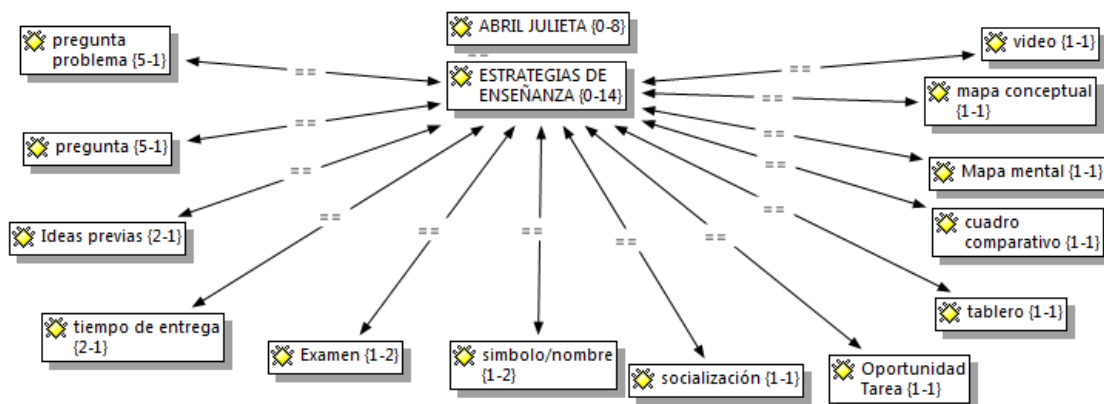 ABRIL JULIETA {0-8}
==
ESTRATEGIAS DE
ENSEÑANZA {0-14}
pregunta
problema {5-1}
==
pregunta {5-1}
==
Ideas previas {2-1}
==
tiempo de entrega
{2-1}
==
Examen {1-2}
==
simbolo/nombre
{1-2}
==
socialización {1-1}
==
Oportunidad
Tarea {1-1}
==
tablero {1-1}
==
cuadro
comparativo {1-1}
==
Mapa mental {1-1}
==
mapa conceptual
{1-1}
==
video {1-1}
==